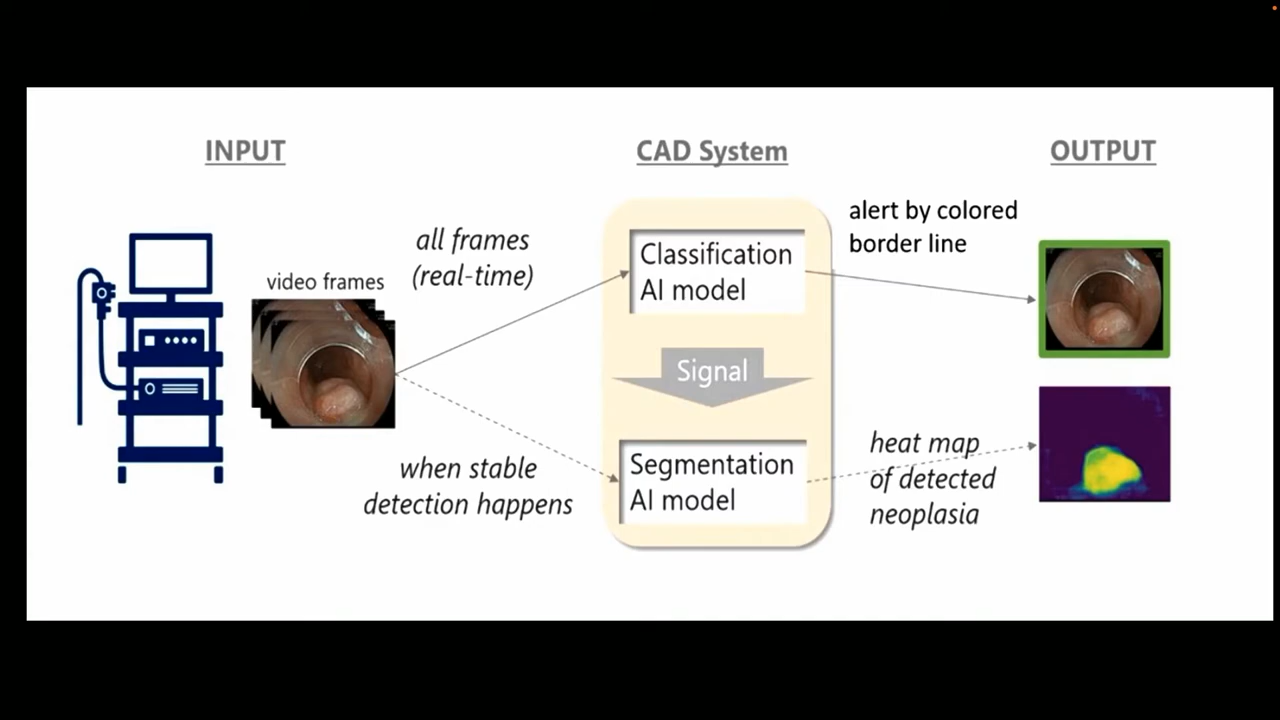 INPUT
CAD System
OUTPUT
video frames
all frames
(real-time)
when stable
detection happens
Classification
AI model
Signal
Segmentation
AI model
alert by colored
border line
heat map
of detected
neoplasia